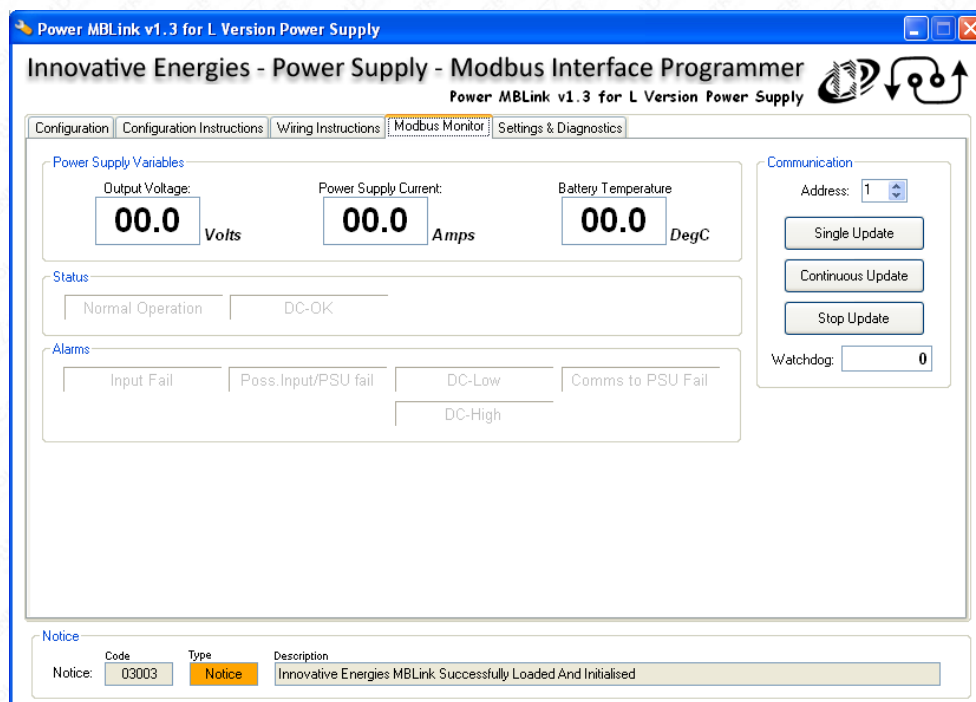 Power MBLink v1.3 for L Version Power Supply
Innovative Energies - Power Supply - Modbus Interface Programmer
Power MBLink v1.3 for L Version Power Supply
Configuration Configuration Instructions Wiring Instructions Modbus Monitor Settings & Diagnostics
Power Supply Variables
Output Voltage: Power Supply Current: Battery Temperature
00.0 Volts 00.0 Amps 00.0 DegC
Status
Normal Operation DC-OK
Alarms
Input Fail Poss.Input/PSU fail DC-Low Comms to PSU Fail
DC-High
Communication
Address: 1
Single Update
Continuous Update
Stop Update
Watchdog: 0
Notice
Code Type Description
Notice: 03003 Notice Innovative Energies MBLink Successfully Loaded And Initialised